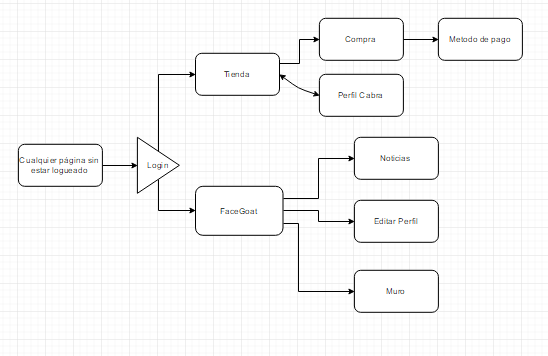 Compra
Metodo de pago
Tienda
Perfil Cabra
Cualquier página sin
estar logueado
Login
Noticias
FaceGoat
Editar Perfil
Muro